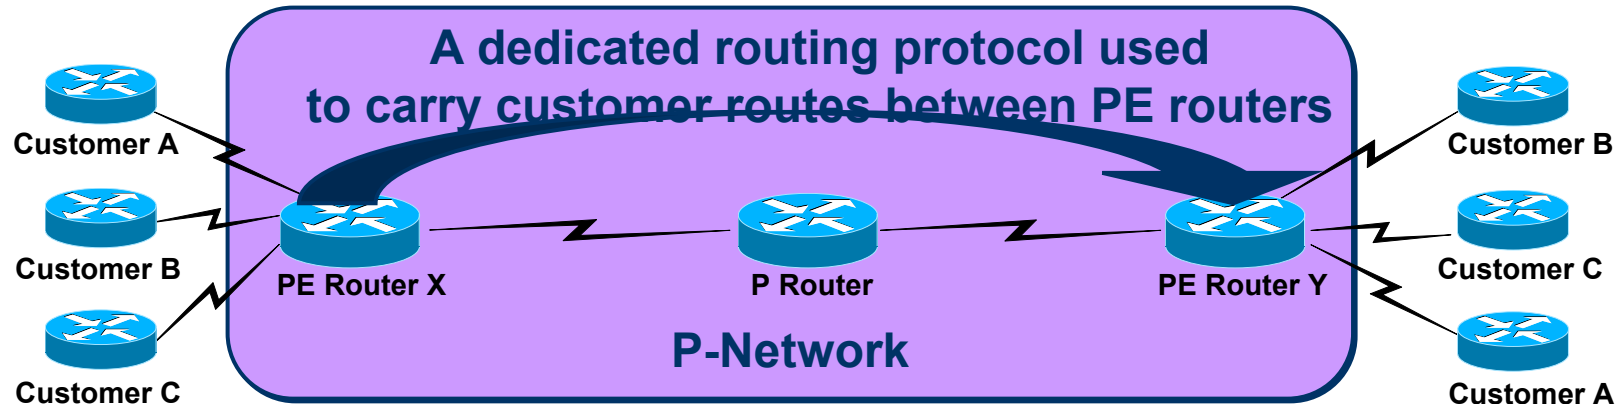 A dedicated routing protocol used
to carry customer routes between PE routers
Customer A
Customer B
Customer B
Customer C
Customer C
Customer A
PE Router X
P Router
PE Router Y
P-Network